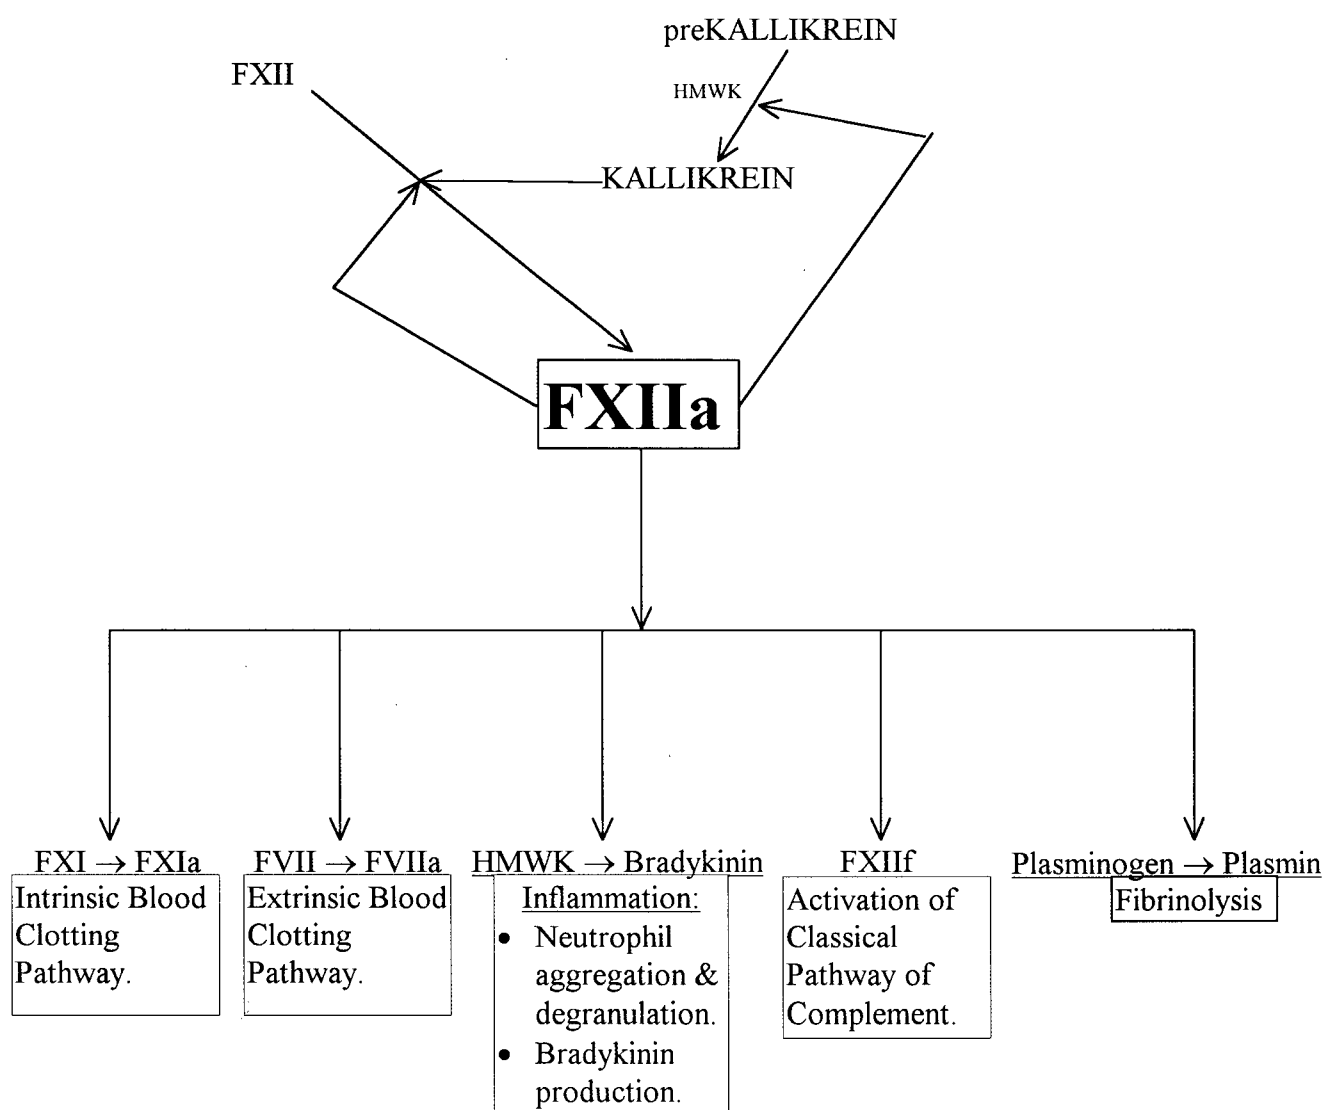 preKALLIKREIN
FXII
HMWK
KALLIKREIN
FXIIa
FXI → FXIa
Intrinsic Blood
Clotting
Pathway.
FVII → FVIIa
Extrinsic Blood
Clotting
Pathway.
HMWK → Bradykinin
Inflammation:
• Neutrophil
aggregation &
degranulation.
• Bradykinin
production.
FXIIf
Activation of
Classical
Pathway of
Complement.
Plasminogen → Plasmin
Fibrinolysis